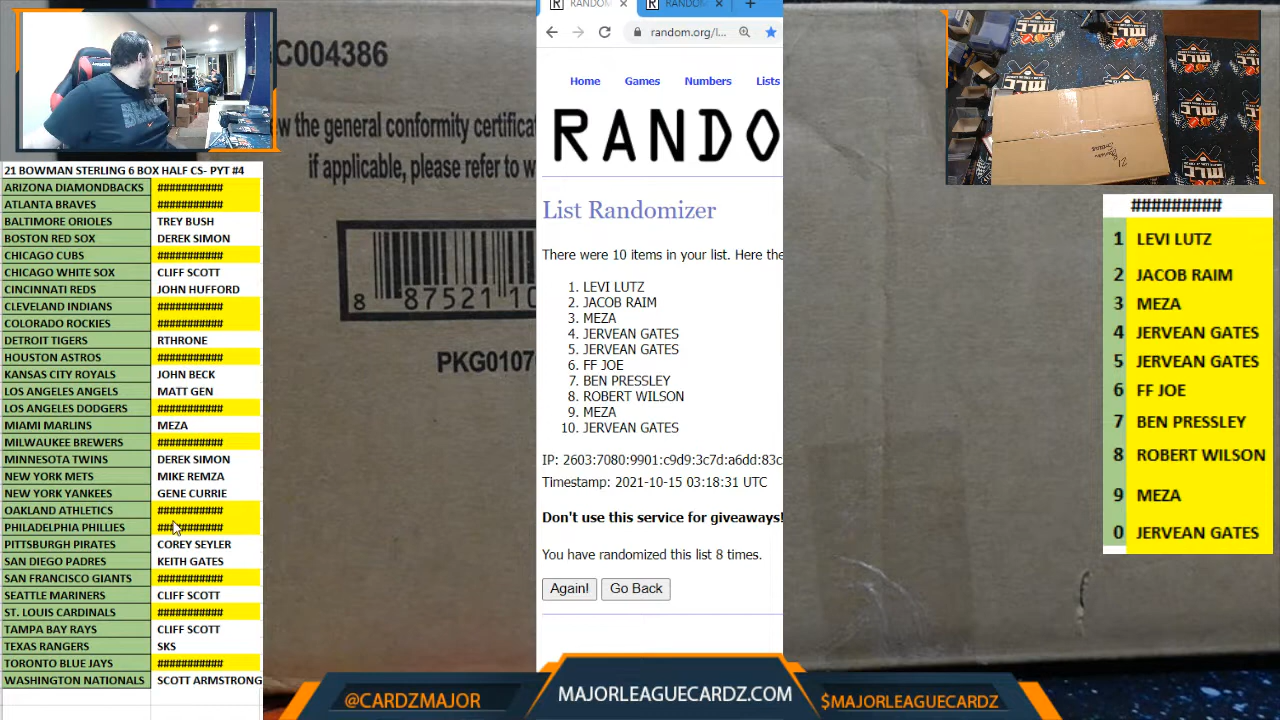 21 BOWMAN STERLING 6 BOX HALF CS- PYT #4
ARIZONA DIAMONDBACKS ###########
ATLANTA BRAVES ###########
BALTIMORE ORIOLES TREY BUSH
BOSTON RED SOX DEREK SIMON
CHICAGO CUBS ###########
CHICAGO WHITE SOX CLIFF SCOTT
CINCINNATI REDS JOHN HUFFORD
CLEVELAND INDIANS ###########
COLORADO ROCKIES ###########
DETROIT TIGERS RTHRONE
HOUSTON ASTROS ###########
KANSAS CITY ROYALS JOHN BECK
LOS ANGELES ANGELS MATT GEN
LOS ANGELES DODGERS ###########
MIAMI MARLINS MEZA
MILWAUKEE BREWERS ###########
MINNESOTA TWINS DEREK SIMON
NEW YORK METS MIKE REMZA
NEW YORK YANKEES GENE CURRIE
OAKLAND ATHLETICS ###########
PHILADELPHIA PHILLIES ###########
PITTSBURGH PIRATES COREY SEYLER
SAN DIEGO PADRES KEITH GATES
SAN FRANCISCO GIANTS ###########
SEATTLE MARINERS CLIFF SCOTT
ST. LOUIS CARDINALS ###########
TAMPA BAY RAYS CLIFF SCOTT
TEXAS RANGERS SKS
TORONTO BLUE JAYS ###########
WASHINGTON NATIONALS SCOTT ARMSTRONG
C004386
w the general conformity certifica
if applicable, please refer to w
8 87521 10
PKG0107
RANDOM RANDOM
random.org/l...
Home Games Numbers Lists
RANDO
List Randomizer
There were 10 items in your list. Here the
1. LEVI LUTZ
2. JACOB RAIM
3. MEZA
4. JERVEAN GATES
5. JERVEAN GATES
6. FF JOE
7. BEN PRESSLEY
8. ROBERT WILSON
9. MEZA
10. JERVEAN GATES
IP: 2603:7080:9901:c9d9:3c7d:a6dd:83c
Timestamp: 2021-10-15 03:18:31 UTC
Don't use this service for giveaways!
You have randomized this list 8 times.
Again! Go Back
#########
1 LEVI LUTZ
2 JACOB RAIM
3 MEZA
4 JERVEAN GATES
5 JERVEAN GATES
6 FF JOE
7 BEN PRESSLEY
8 ROBERT WILSON
9 MEZA
0 JERVEAN GATES
@CARDZMAJOR
MAJORLEAGUECARDZ.COM
$MAJORLEAGUECARDZ